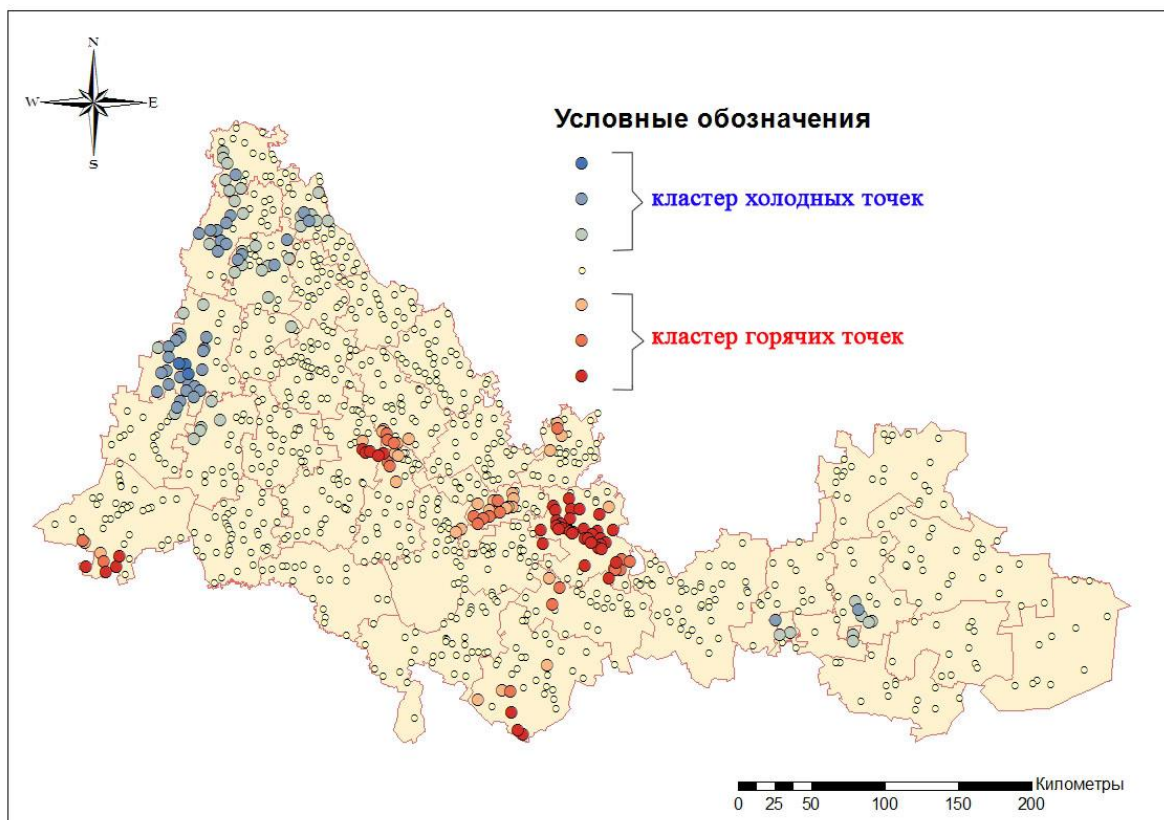 N
W E
S
Условные обозначения
кластер холодных точек
кластер горячих точек
Километры
0 25 50 100 150 200